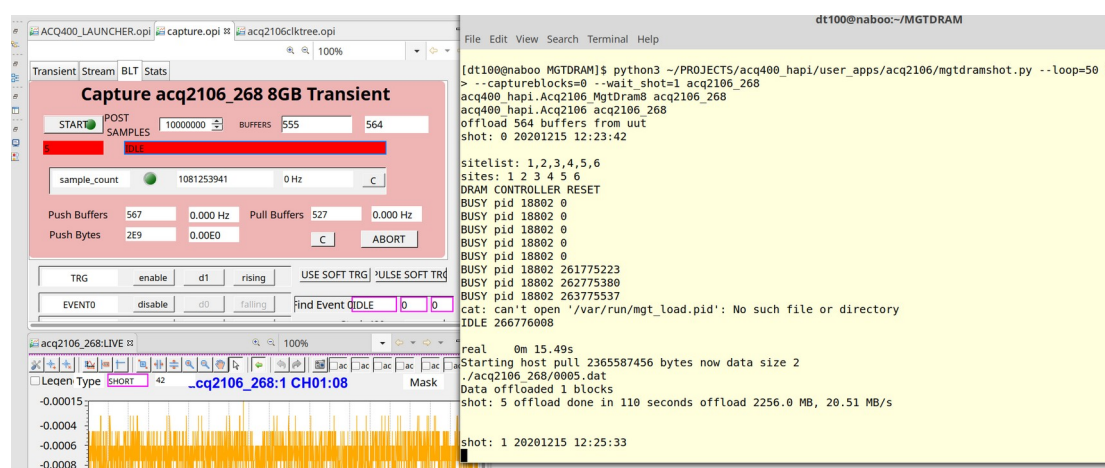 ACQ400_LAUNCHER.opi capture.opi acq2106clktree.opi
100%
Transient Stream BLT Stats
Capture acq2106_268 8GB Transient
START POST SAMPLES 10000000 BUFFERS 555 564
5 IDLE
sample_count 1081253941 0 Hz C
Push Buffers 567 0.000 Hz Pull Buffers 527 0.000 Hz
Push Bytes 2E9 0.00E0 C ABORT
TRG enable d1 rising USE SOFT TRG PULSE SOFT TRG
EVENT0 disable d0 falling Find Event 0 IDLE 0 0
acq2106_268:LIVE 100%
Legen Type SHORT 42 acq2106_268:1 CH01:08 Mask
-0.00015
-0.0004
-0.0006
-0.0008
dt100@naboo:~/MGTDRAM
File Edit View Search Terminal Help
[dt100@naboo MGTDRAM]$ python3 ~/PROJECTS/acq400_hapi/user_apps/acq2106/mgtdramshot.py --loop=50
> --captureblocks=0 --wait_shot=1 acq2106_268
acq400_hapi.Acq2106_MgtDram8 acq2106_268
acq400_hapi.Acq2106 acq2106_268
offload 564 buffers from uut
shot: 0 20201215 12:23:42
sitelist: 1,2,3,4,5,6
sites: 1 2 3 4 5 6
DRAM CONTROLLER RESET
BUSY pid 18802 0
BUSY pid 18802 0
BUSY pid 18802 0
BUSY pid 18802 0
BUSY pid 18802 0
BUSY pid 18802 261775223
BUSY pid 18802 262775380
BUSY pid 18802 263775537
cat: can't open '/var/run/mgt_load.pid': No such file or directory
IDLE 266776008
real 0m 15.49s
Starting host pull 2365587456 bytes now data size 2
./acq2106_268/0005.dat
Data offloaded 1 blocks
shot: 5 offload done in 110 seconds offload 2256.0 MB, 20.51 MB/s
shot: 1 20201215 12:25:33